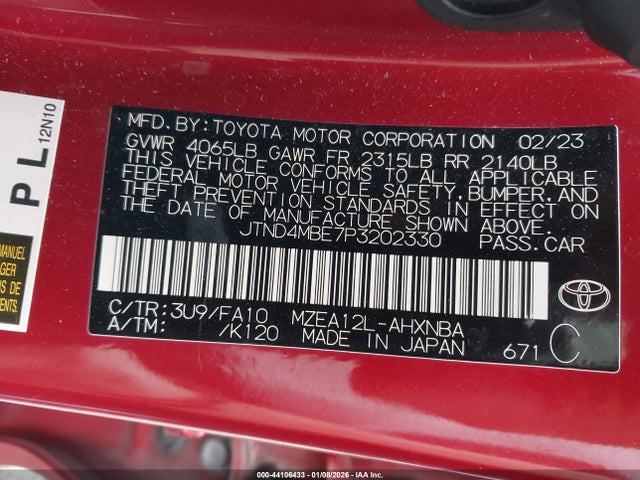 MFD. BY: TOYOTA MOTOR CORPORATION 02/23
GVWR 4065LB GAWR FR 2315LB RR 2140LB
THIS VEHICLE CONFORMS TO ALL APPLICABLE
FEDERAL MOTOR VEHICLE SAFETY, BUMPER, AND
THEFT PREVENTION STANDARDS IN EFFECT ON
THE DATE OF MANUFACTURE SHOWN ABOVE.
JTND4MBE7P3202330 PASS.CAR
C/TR: 3U9/FA10 MZEA12L-AHXNBA
A/TM: /K120 MADE IN JAPAN 671 C
PL 12N10
MANUEL
GER
000-44106433 - 01/08/2026 - IAA Inc.